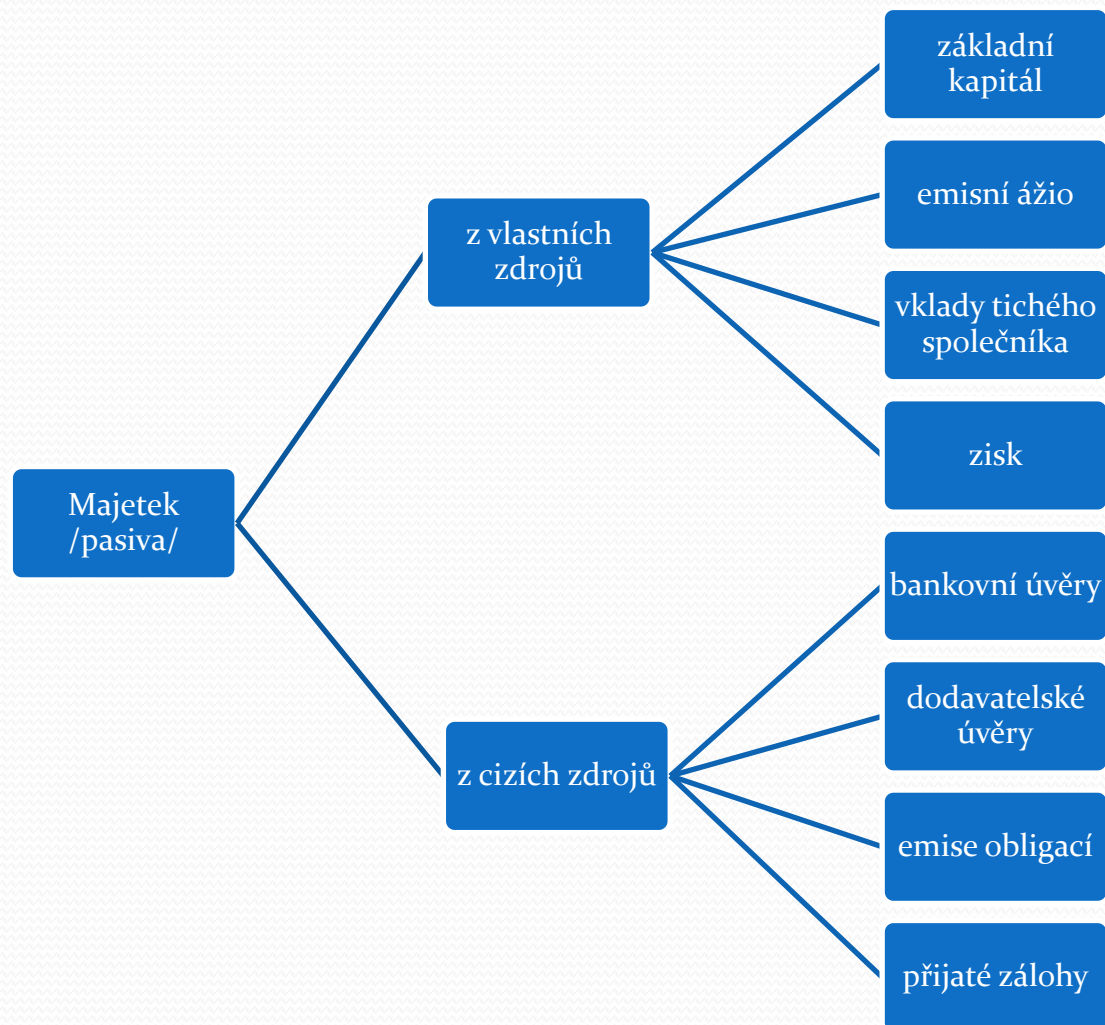 Majetek
/pasiva/
z vlastních
zdrojů
základní
kapitál
emisní ážio
vklady tichého
společníka
zisk
z cizích zdrojů
bankovní úvěry
dodavatelské
úvěry
emise obligací
přijaté zálohy